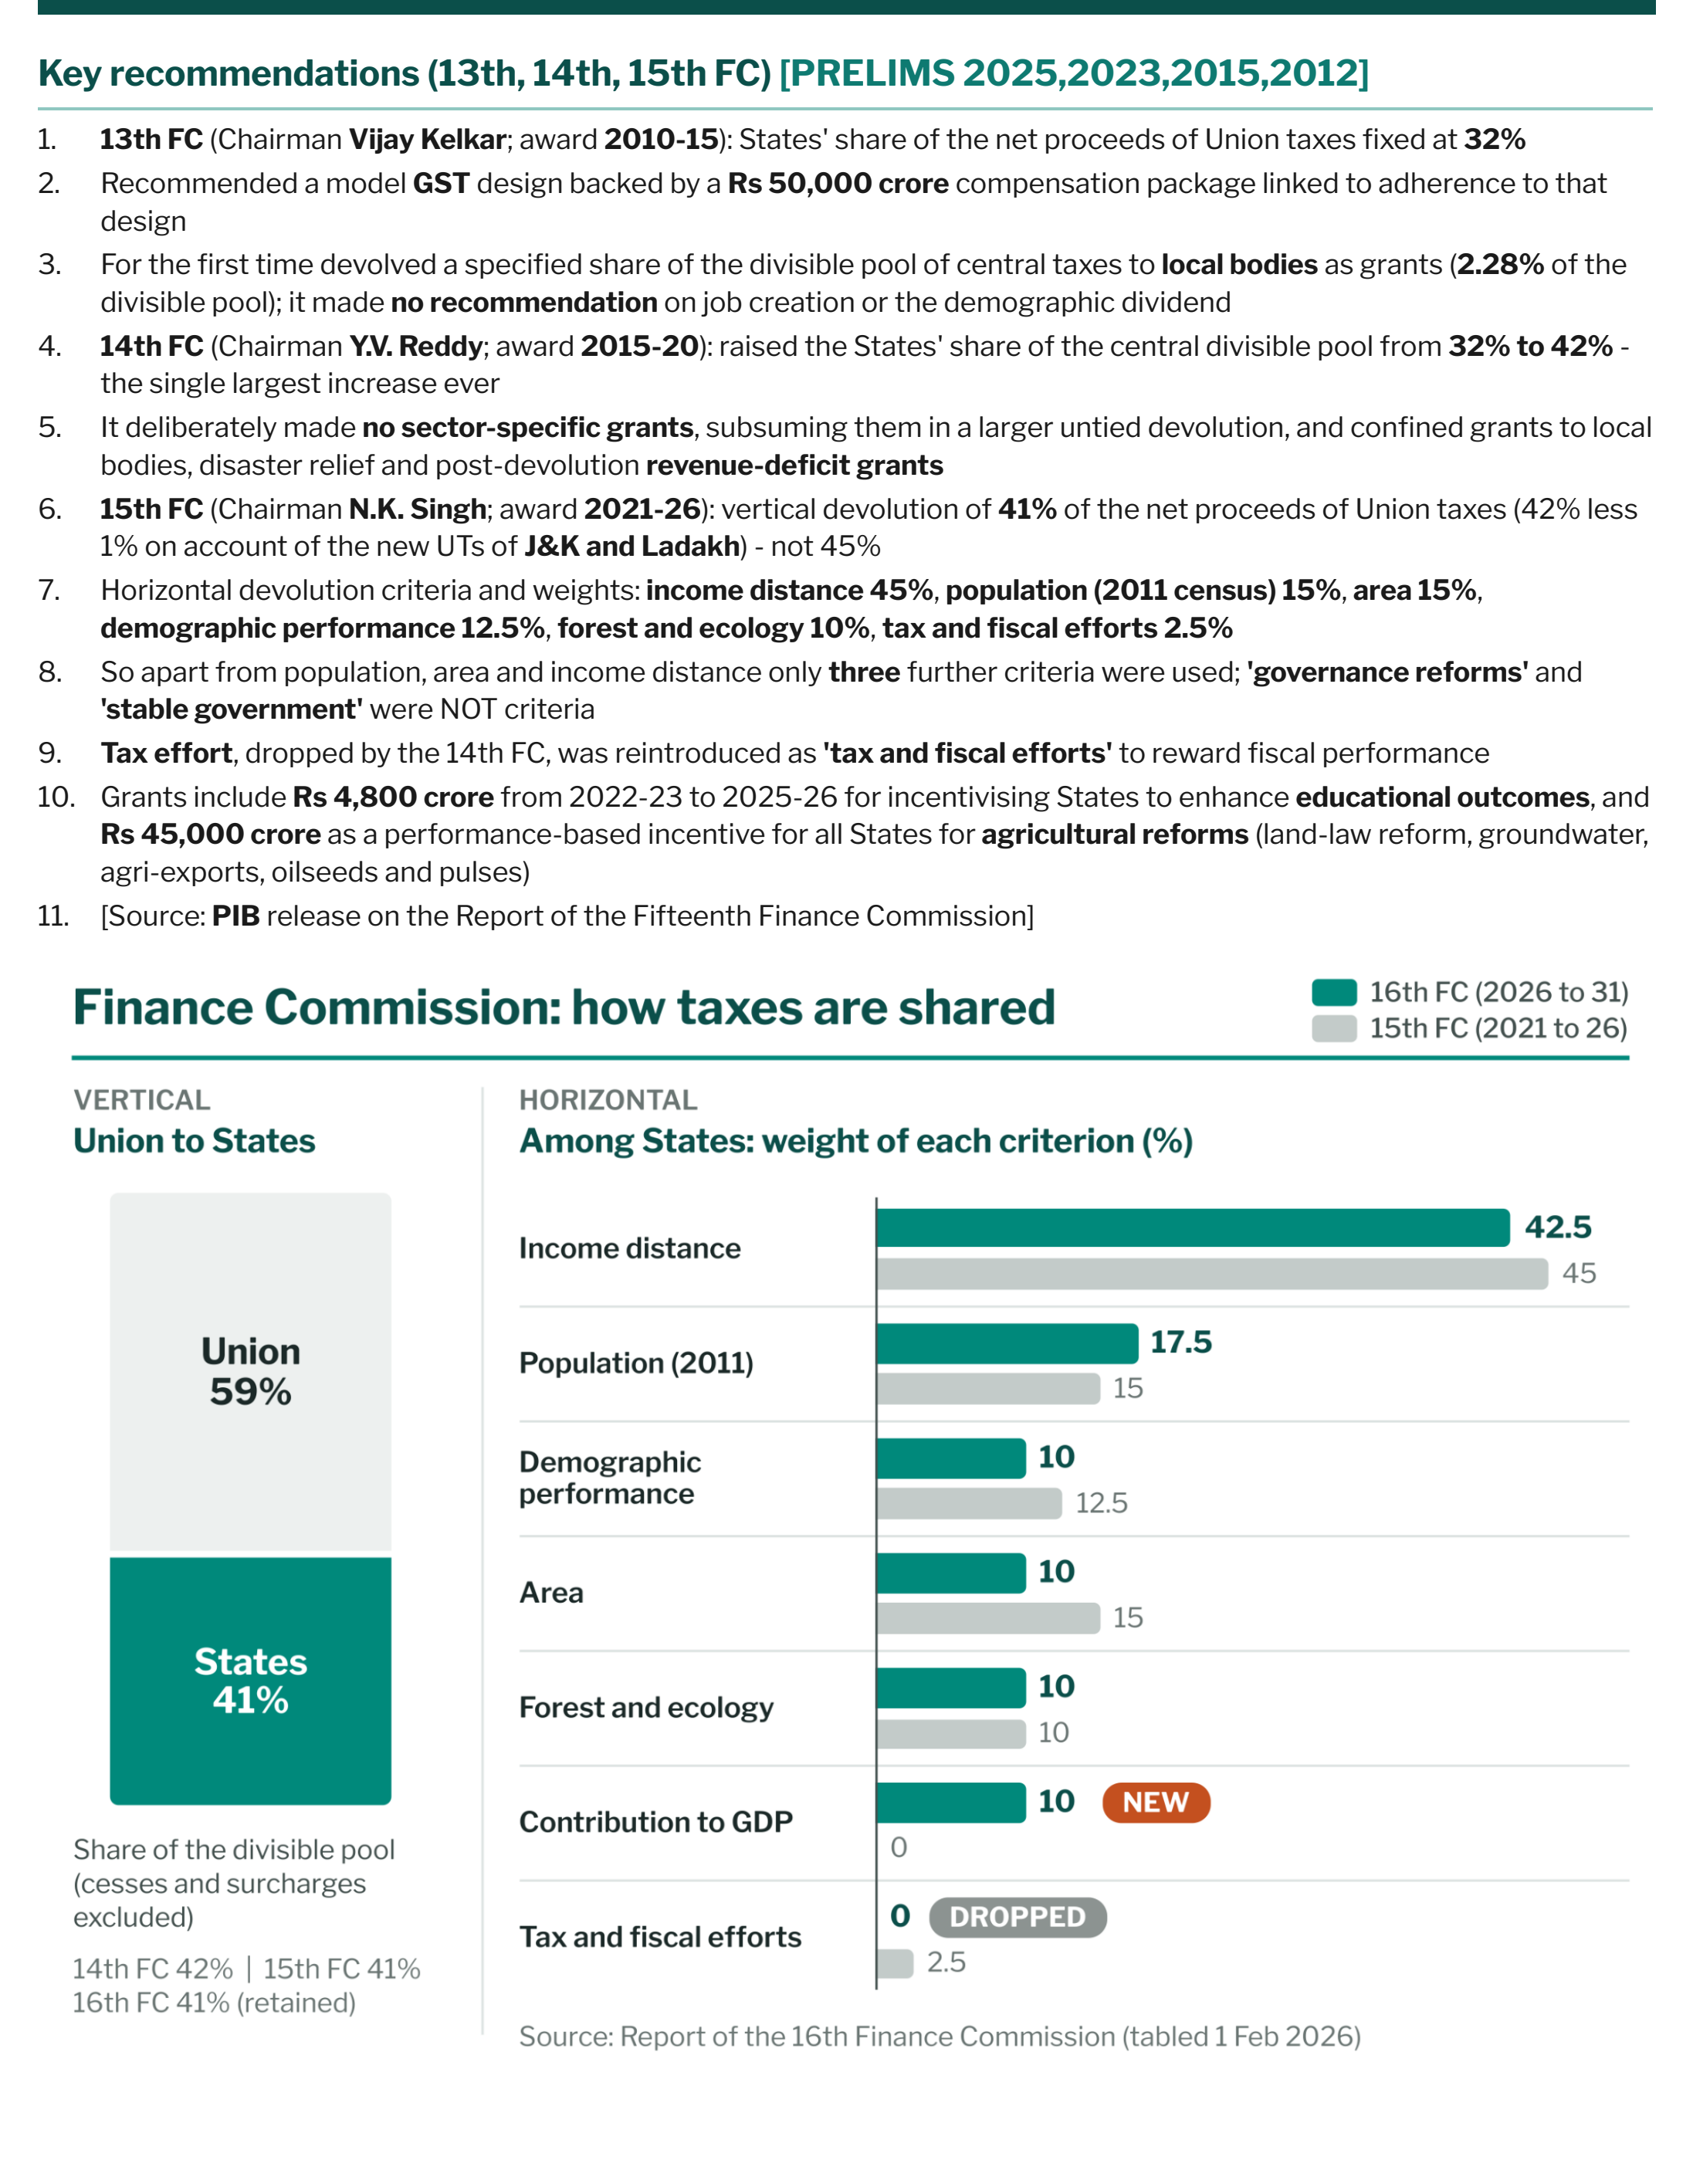 Key recommendations (13th, 14th, 15th FC) [PRELIMS 2025,2023,2015,2012]
1. 13th FC (Chairman Vijay Kelkar; award 2010-15): States' share of the net proceeds of Union taxes fixed at 32%
2. Recommended a model GST design backed by a Rs 50,000 crore compensation package linked to adherence to that
design
3. For the first time devolved a specified share of the divisible pool of central taxes to local bodies as grants (2.28% of the
divisible pool); it made no recommendation on job creation or the demographic dividend
4. 14th FC (Chairman Y.V. Reddy; award 2015-20): raised the States' share of the central divisible pool from 32% to 42% -
the single largest increase ever
5. It deliberately made no sector-specific grants, subsuming them in a larger untied devolution, and confined grants to local
bodies, disaster relief and post-devolution revenue-deficit grants
6. 15th FC (Chairman N.K. Singh; award 2021-26): vertical devolution of 41% of the net proceeds of Union taxes (42% less
1% on account of the new UTs of J&K and Ladakh) - not 45%
7. Horizontal devolution criteria and weights: income distance 45%, population (2011 census) 15%, area 15%,
demographic performance 12.5%, forest and ecology 10%, tax and fiscal efforts 2.5%
8. So apart from population, area and income distance only three further criteria were used; 'governance reforms' and
'stable government' were NOT criteria
9. Tax effort, dropped by the 14th FC, was reintroduced as 'tax and fiscal efforts' to reward fiscal performance
10. Grants include Rs 4,800 crore from 2022-23 to 2025-26 for incentivising States to enhance educational outcomes, and
Rs 45,000 crore as a performance-based incentive for all States for agricultural reforms (land-law reform, groundwater,
agri-exports, oilseeds and pulses)
11. [Source: PIB release on the Report of the Fifteenth Finance Commission]
Finance Commission: how taxes are shared
16th FC (2026 to 31)
15th FC (2021 to 26)
VERTICAL
Union to States
Union
59%
States
41%
Share of the divisible pool
(cesses and surcharges
excluded)
14th FC 42% | 15th FC 41%
16th FC 41% (retained)
HORIZONTAL
Among States: weight of each criterion (%)
Income distance
42.5
45
Population (2011)
17.5
15
Demographic
performance
10
12.5
Area
10
15
Forest and ecology
10
10
Contribution to GDP
10 NEW
0
Tax and fiscal efforts
0 DROPPED
2.5
Source: Report of the 16th Finance Commission (tabled 1 Feb 2026)